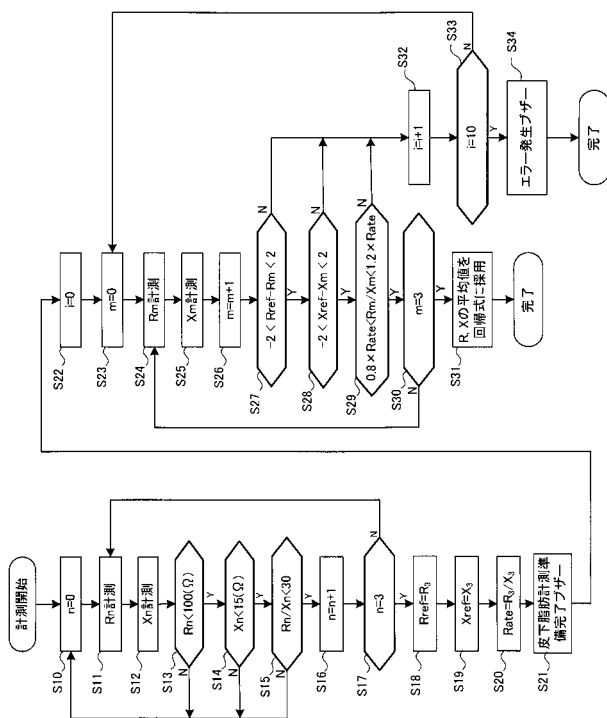 計測開始
S10
n=0
S11
Rn計測
S12
Xn計測
S13
Rn<100(Ω)
N
Y
S14
Xn<15(Ω)
N
Y
S15
Rn/Xn<30
N
Y
S16
n=n+1
S17
n=3
N
Y
S18
Rref=R₃
S19
Xref=X₃
S20
Rate=R₃/X₃
S21
皮下脂肪計測準
備完了ブザー
S22
i=0
S23
m=0
S24
Rm計測
S25
Xm計測
S26
m=m+1
S27
-2 < Rref-Rm < 2
N
Y
S28
-2 < Xref-Xm < 2
N
Y
S29
0.8×Rate<Rm/Xm<1.2×Rate
N
Y
S30
m=3
N
Y
S31
R, Xの平均値を
回帰式に採用
完了
S32
i=i+1
S33
i=10
N
Y
S34
エラー発生ブザー
完了